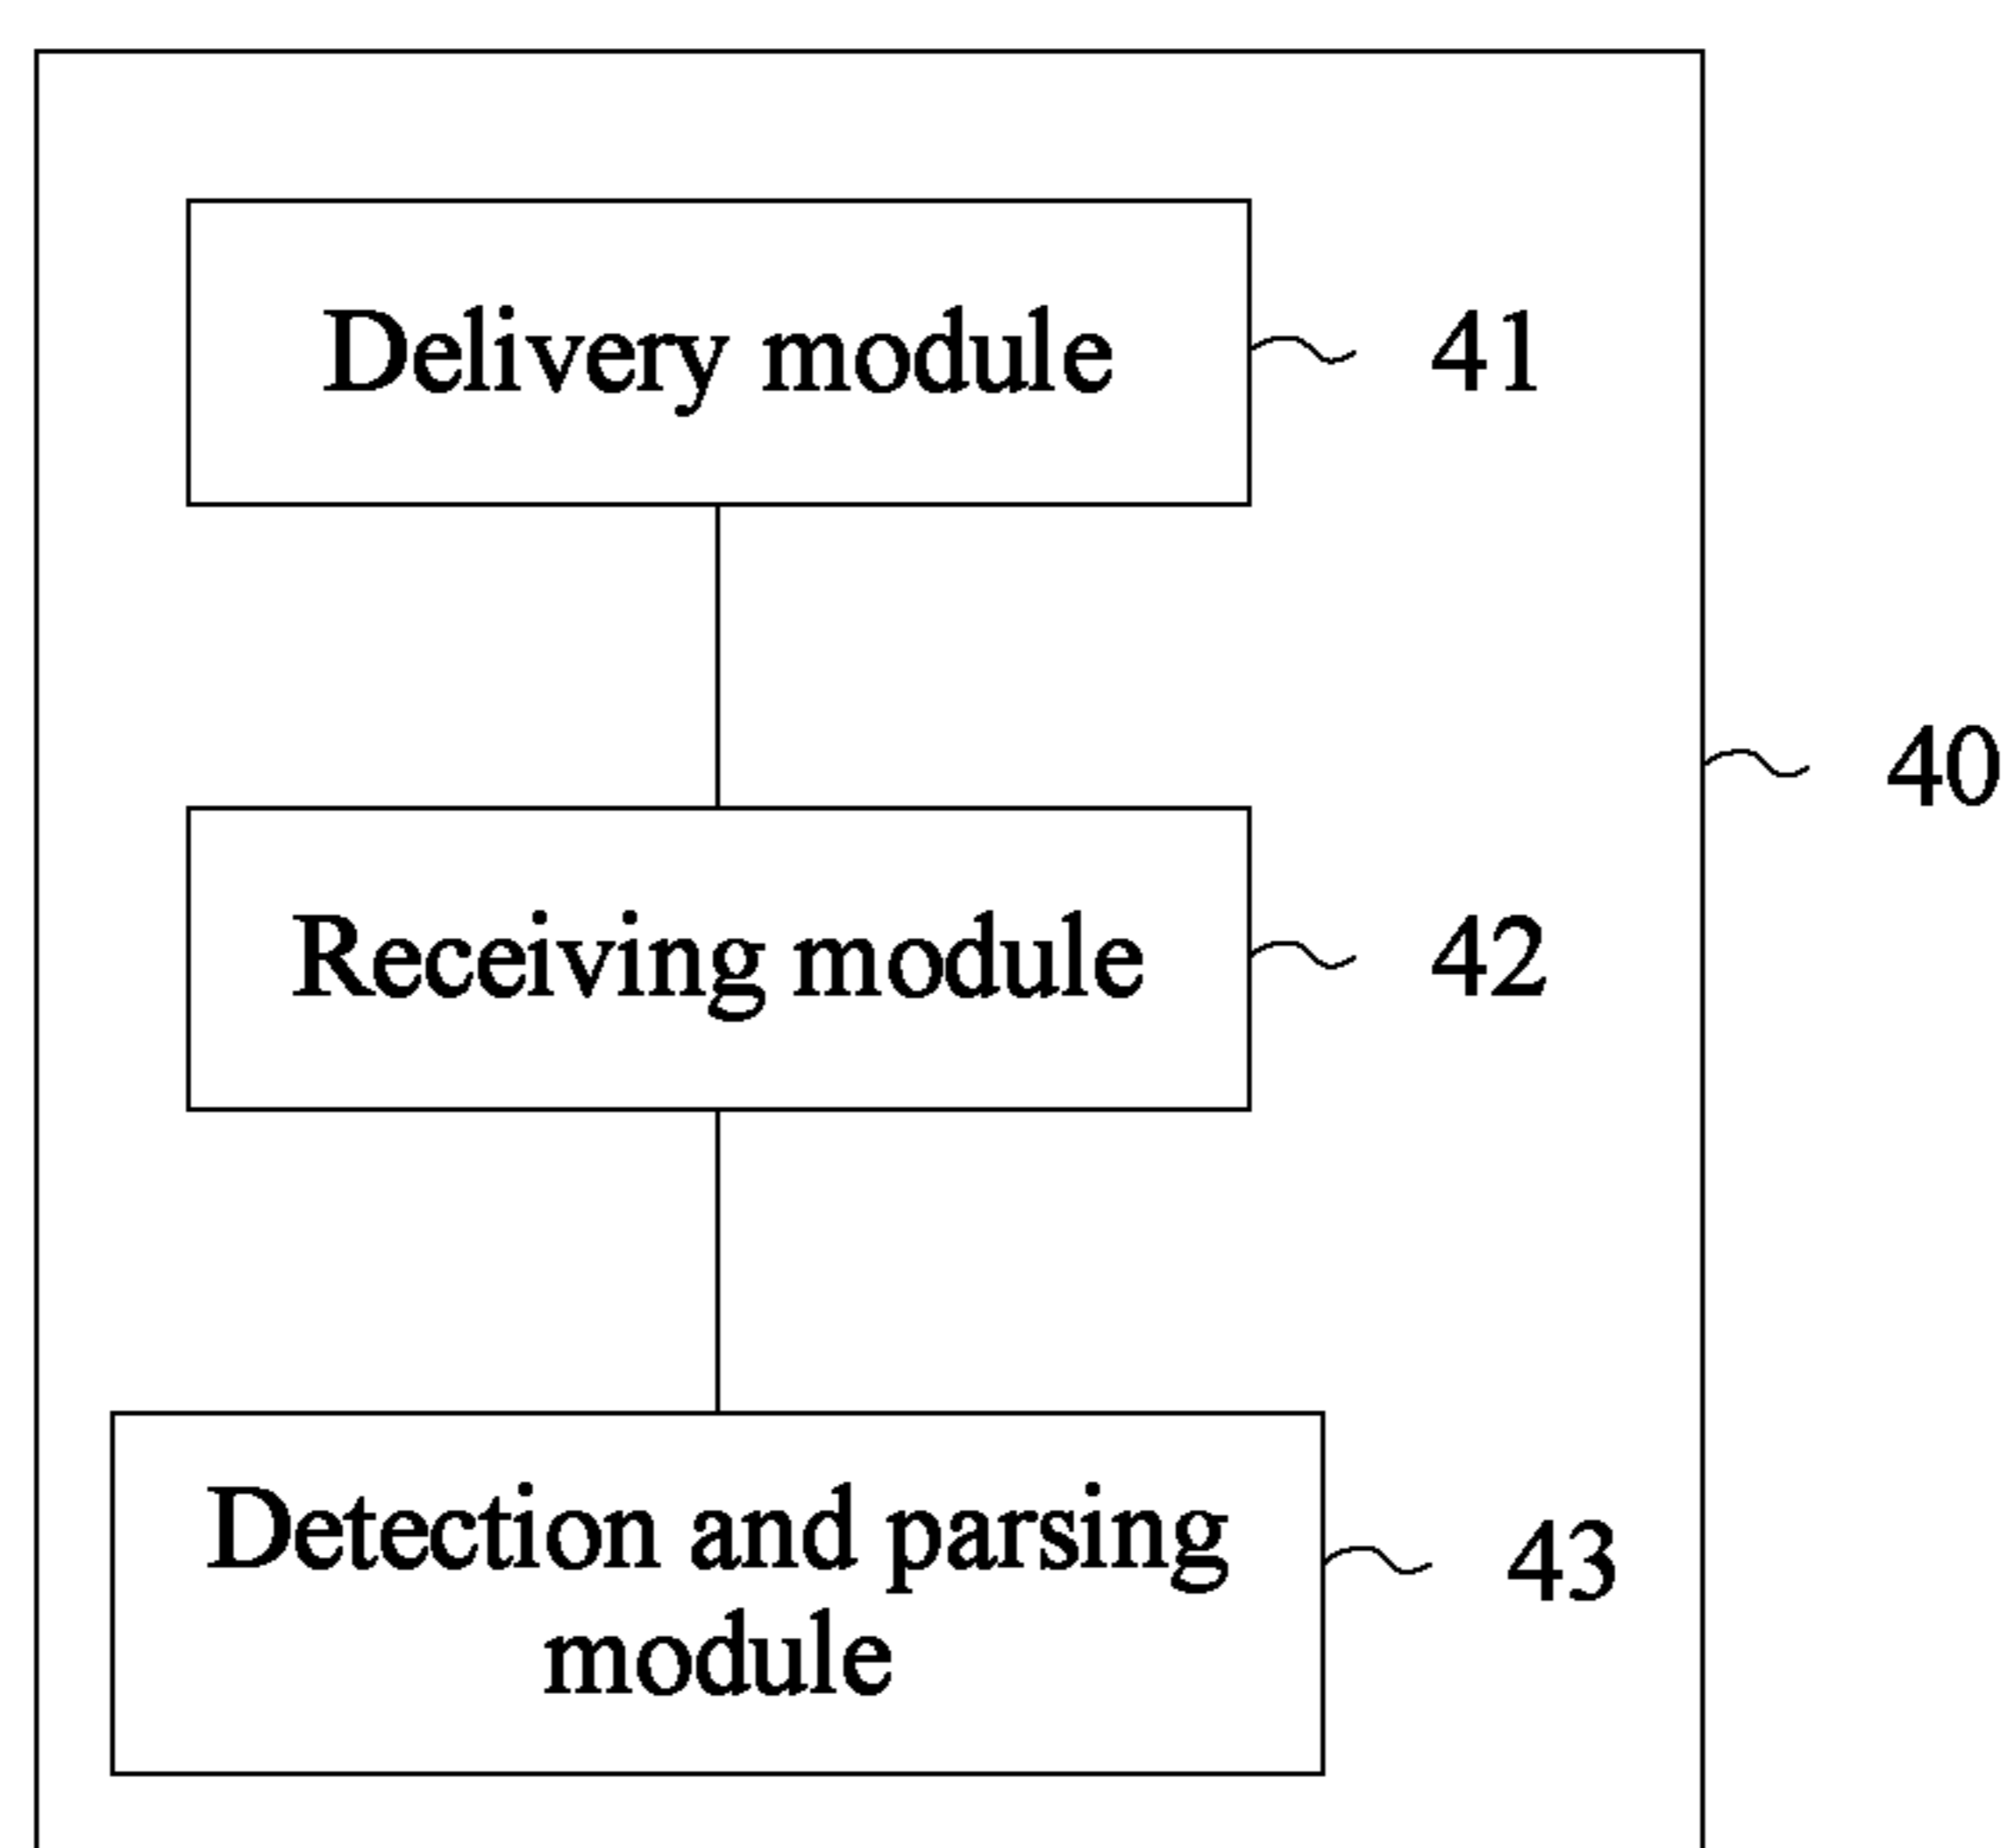 Delivery module
41
40
Receiving module
42
Detection and parsing
module
43